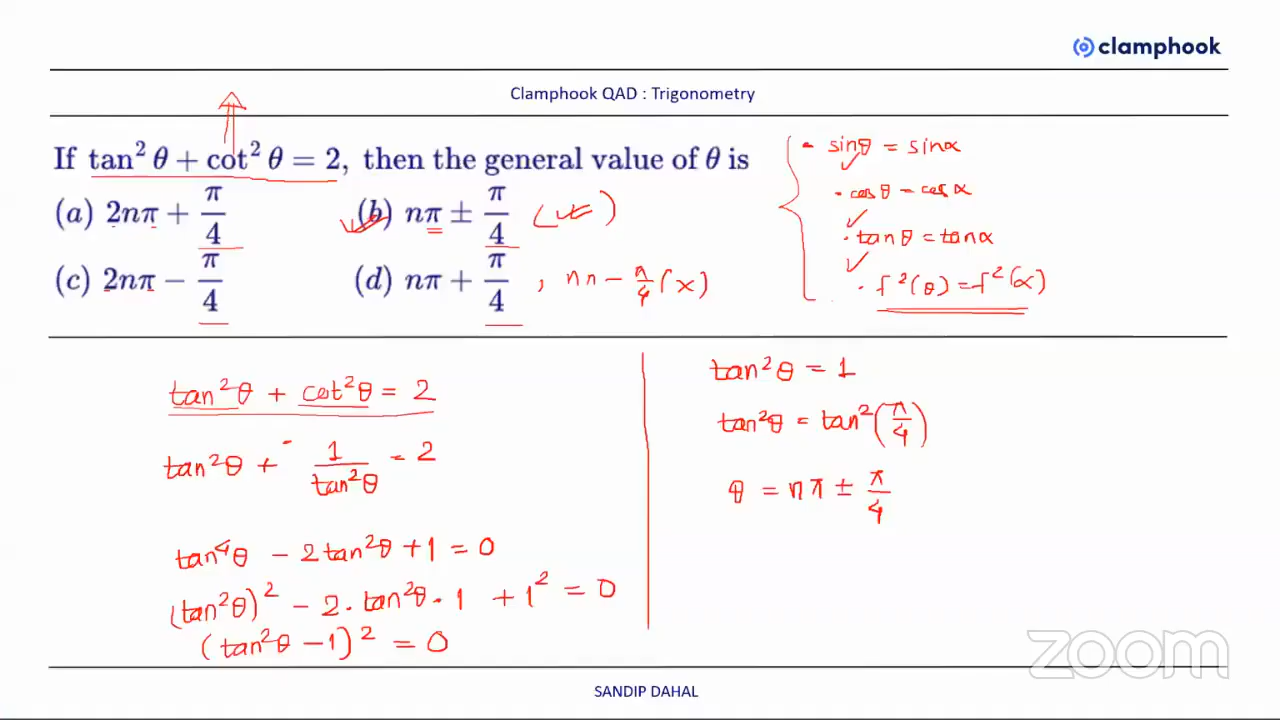 clamphook
Clamphook QAD : Trigonometry
If tan² θ + cot² θ = 2, then the general value of θ is
(a) 2nπ + π/4
(b) nπ ± π/4 ( ✓ )
(c) 2nπ − π/4
(d) nπ + π/4 , nπ − π/4 (×)
• sinθ = sinα
• cos θ = cos α
• tanθ = tanα
• f²(θ) = f²(α)
tan²θ + cot²θ = 2
tan²θ + 1/tan²θ = 2
tan⁴θ − 2tan²θ + 1 = 0
(tan²θ)² − 2 . tan²θ . 1 + 1² = 0
(tan²θ − 1)² = 0
tan²θ = 1
tan²θ = tan²(π/4)
θ = nπ ± π/4
zoom
SANDIP DAHAL